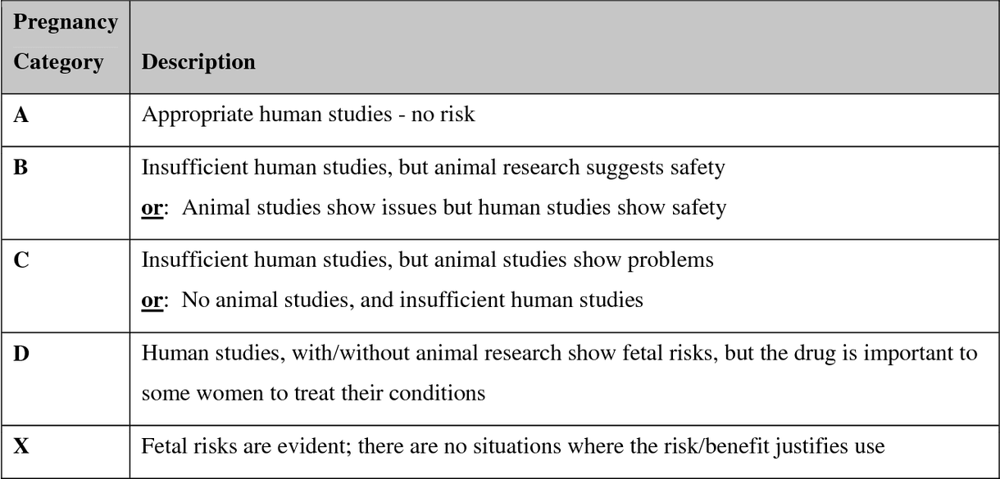 Pregnancy
Category
Description
A
Appropriate human studies - no risk
B
Insufficient human studies, but animal research suggests safety
or:  Animal studies show issues but human studies show safety
C
Insufficient human studies, but animal studies show problems
or:  No animal studies, and insufficient human studies
D
Human studies, with/without animal research show fetal risks, but the drug is important to
some women to treat their conditions
X
Fetal risks are evident; there are no situations where the risk/benefit justifies use